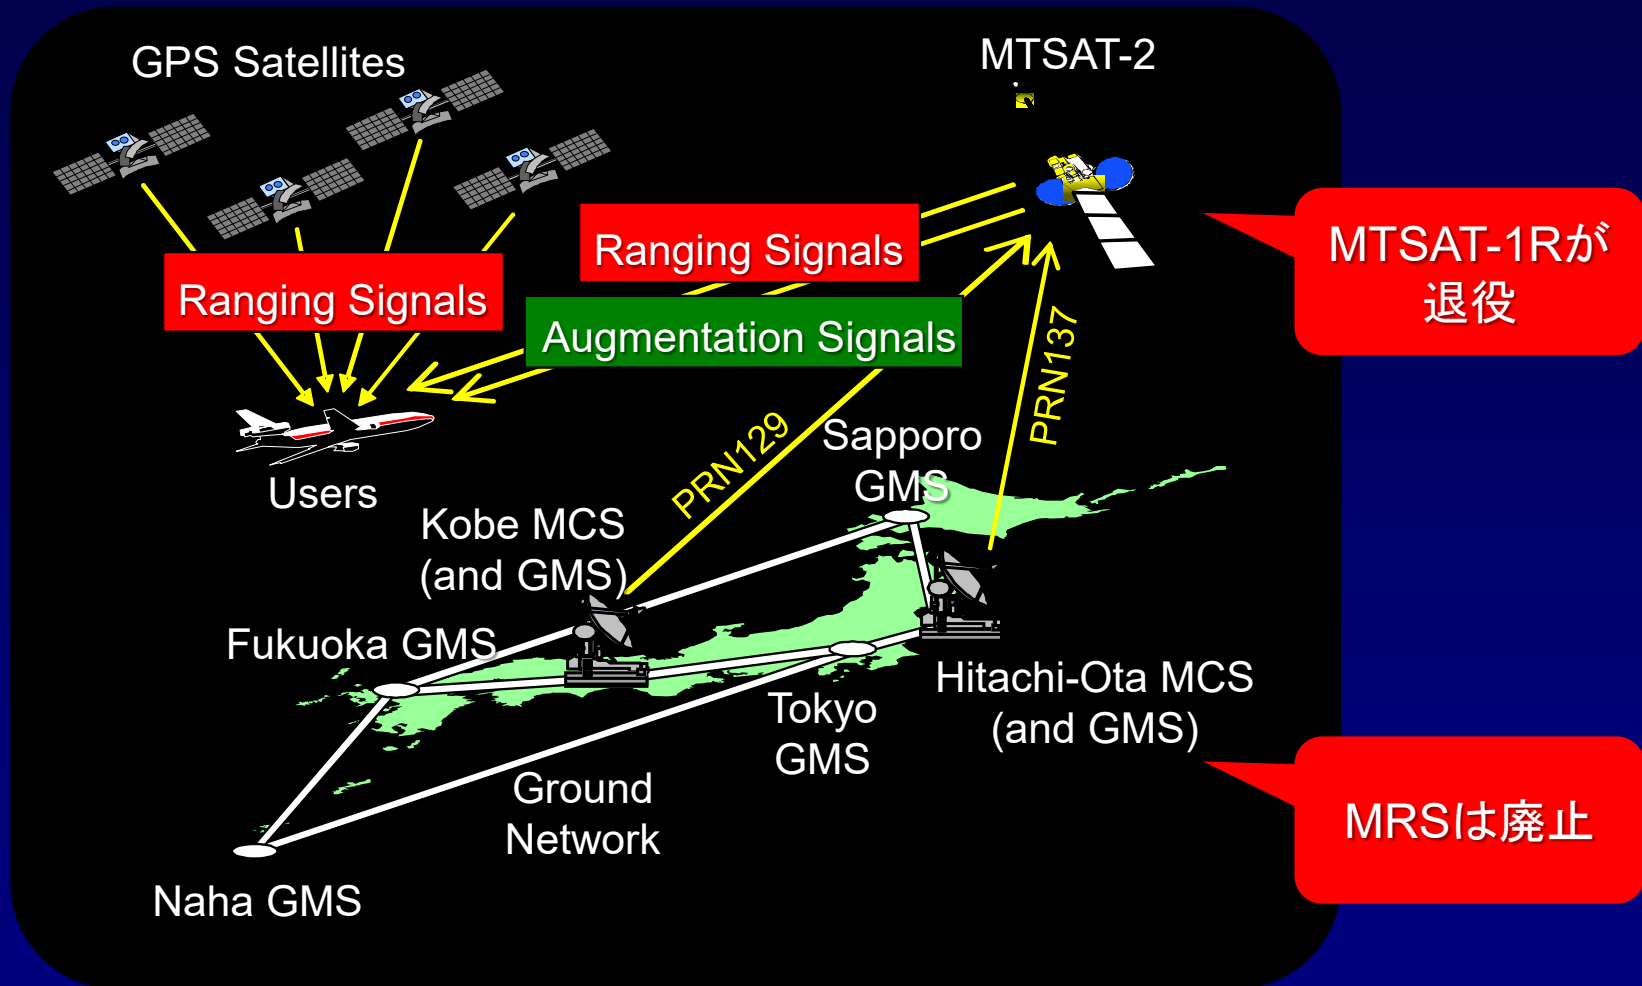 GPS Satellites
MTSAT-2
Ranging Signals
Ranging Signals
Augmentation Signals
MTSAT-1Rが
退役
PRN137
PRN129
Users
Sapporo
GMS
Kobe MCS
(and GMS)
Fukuoka GMS
Hitachi-Ota MCS
(and GMS)
Tokyo
GMS
Ground
Network
MRSは廃止
Naha GMS